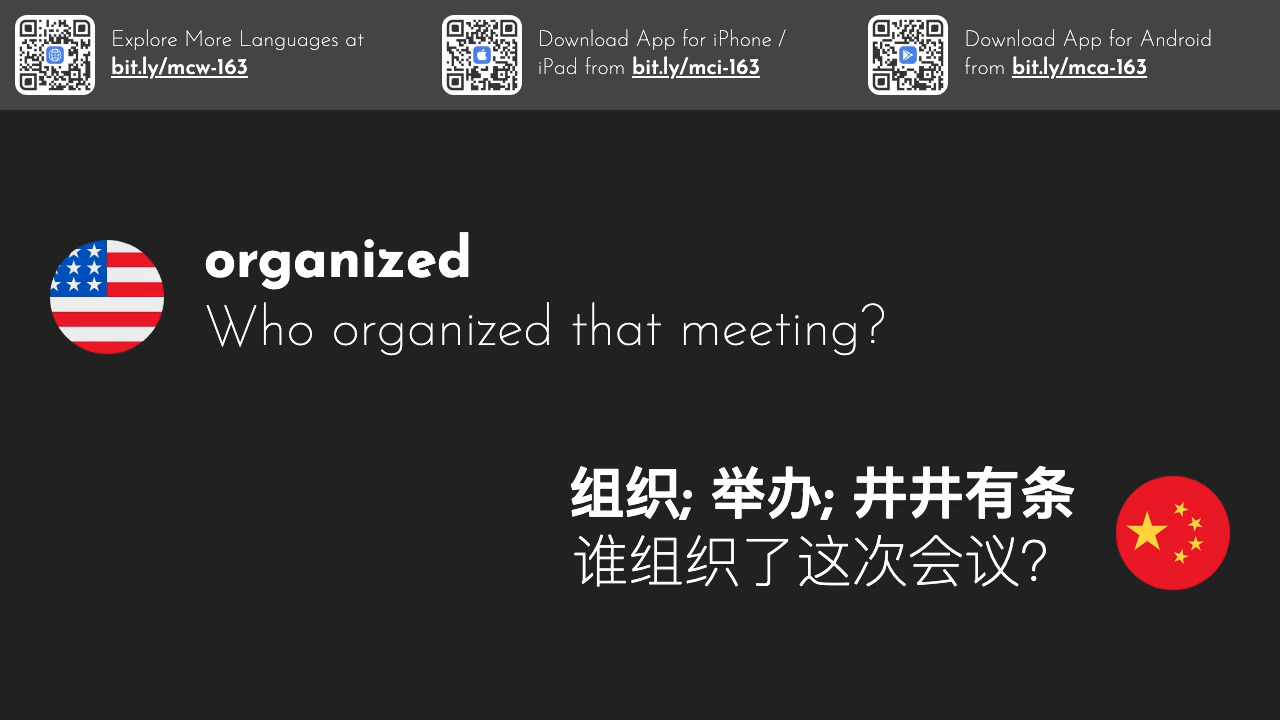 Explore More Languages at
bit.ly/mcw-163
Download App for iPhone /
iPad from bit.ly/mci-163
Download App for Android
from bit.ly/mca-163
organized
Who organized that meeting?
组织; 举办; 井井有条
谁组织了这次会议?